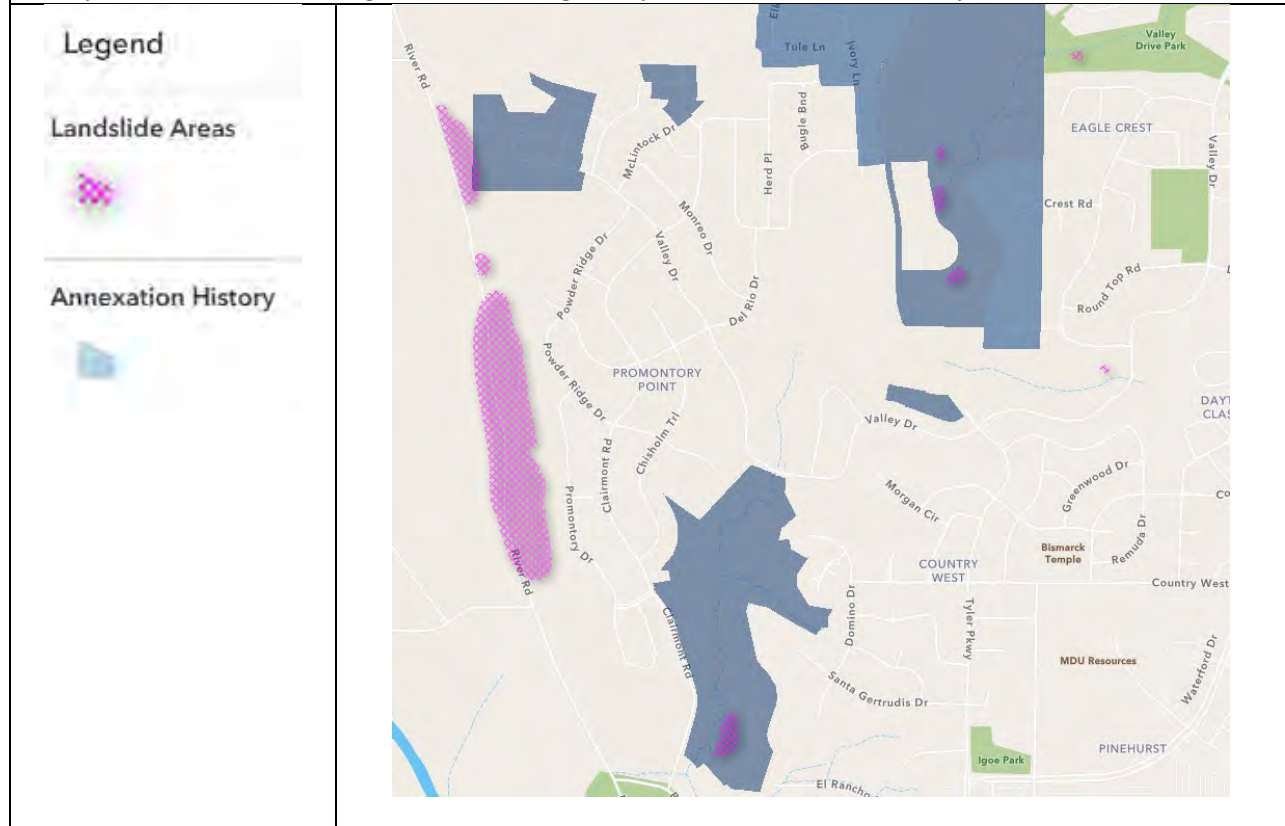 Legend
Landslide Areas
Annexation History
River Rd
Tule Ln
Ivory Ln
Valley
Drive Park
EAGLE CREST
Valley Dr
McLintock Dr
Bugle Bnd
Herd Pl
Monreo Dr
Crest Rd
Valley Dr
Powder Ridge Dr
Round Top Rd
Del Rio Dr
Powder Ridge Dr
PROMONTORY
POINT
DAYT
CLAS
Valley Dr
Chisholm Trl
Clairmont Rd
Greenwood Dr
Morgan Cir
Co
Promontory Dr
Remuda Dr
Bismarck
Temple
COUNTRY
WEST
River Rd
Country West
Domino Dr
Tyler Pkwy
Clairmont Rd
MDU Resources
Waterford Dr
Santa Gertrudis Dr
PINEHURST
Igoe Park
El Rancho